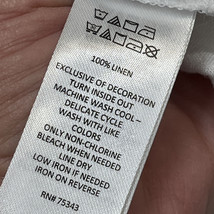 100% LINEN
EXCLUSIVE OF DECORATION
TURN INSIDE OUT
MACHINE WASH COOL–
DELICATE CYCLE.
WASH WITH LIKE
COLORS
ONLY NON-CHLORINE
BLEACH WHEN NEEDED
LINE DRY
LOW IRON IF NEEDED
IRON ON REVERSE
RN# 75343